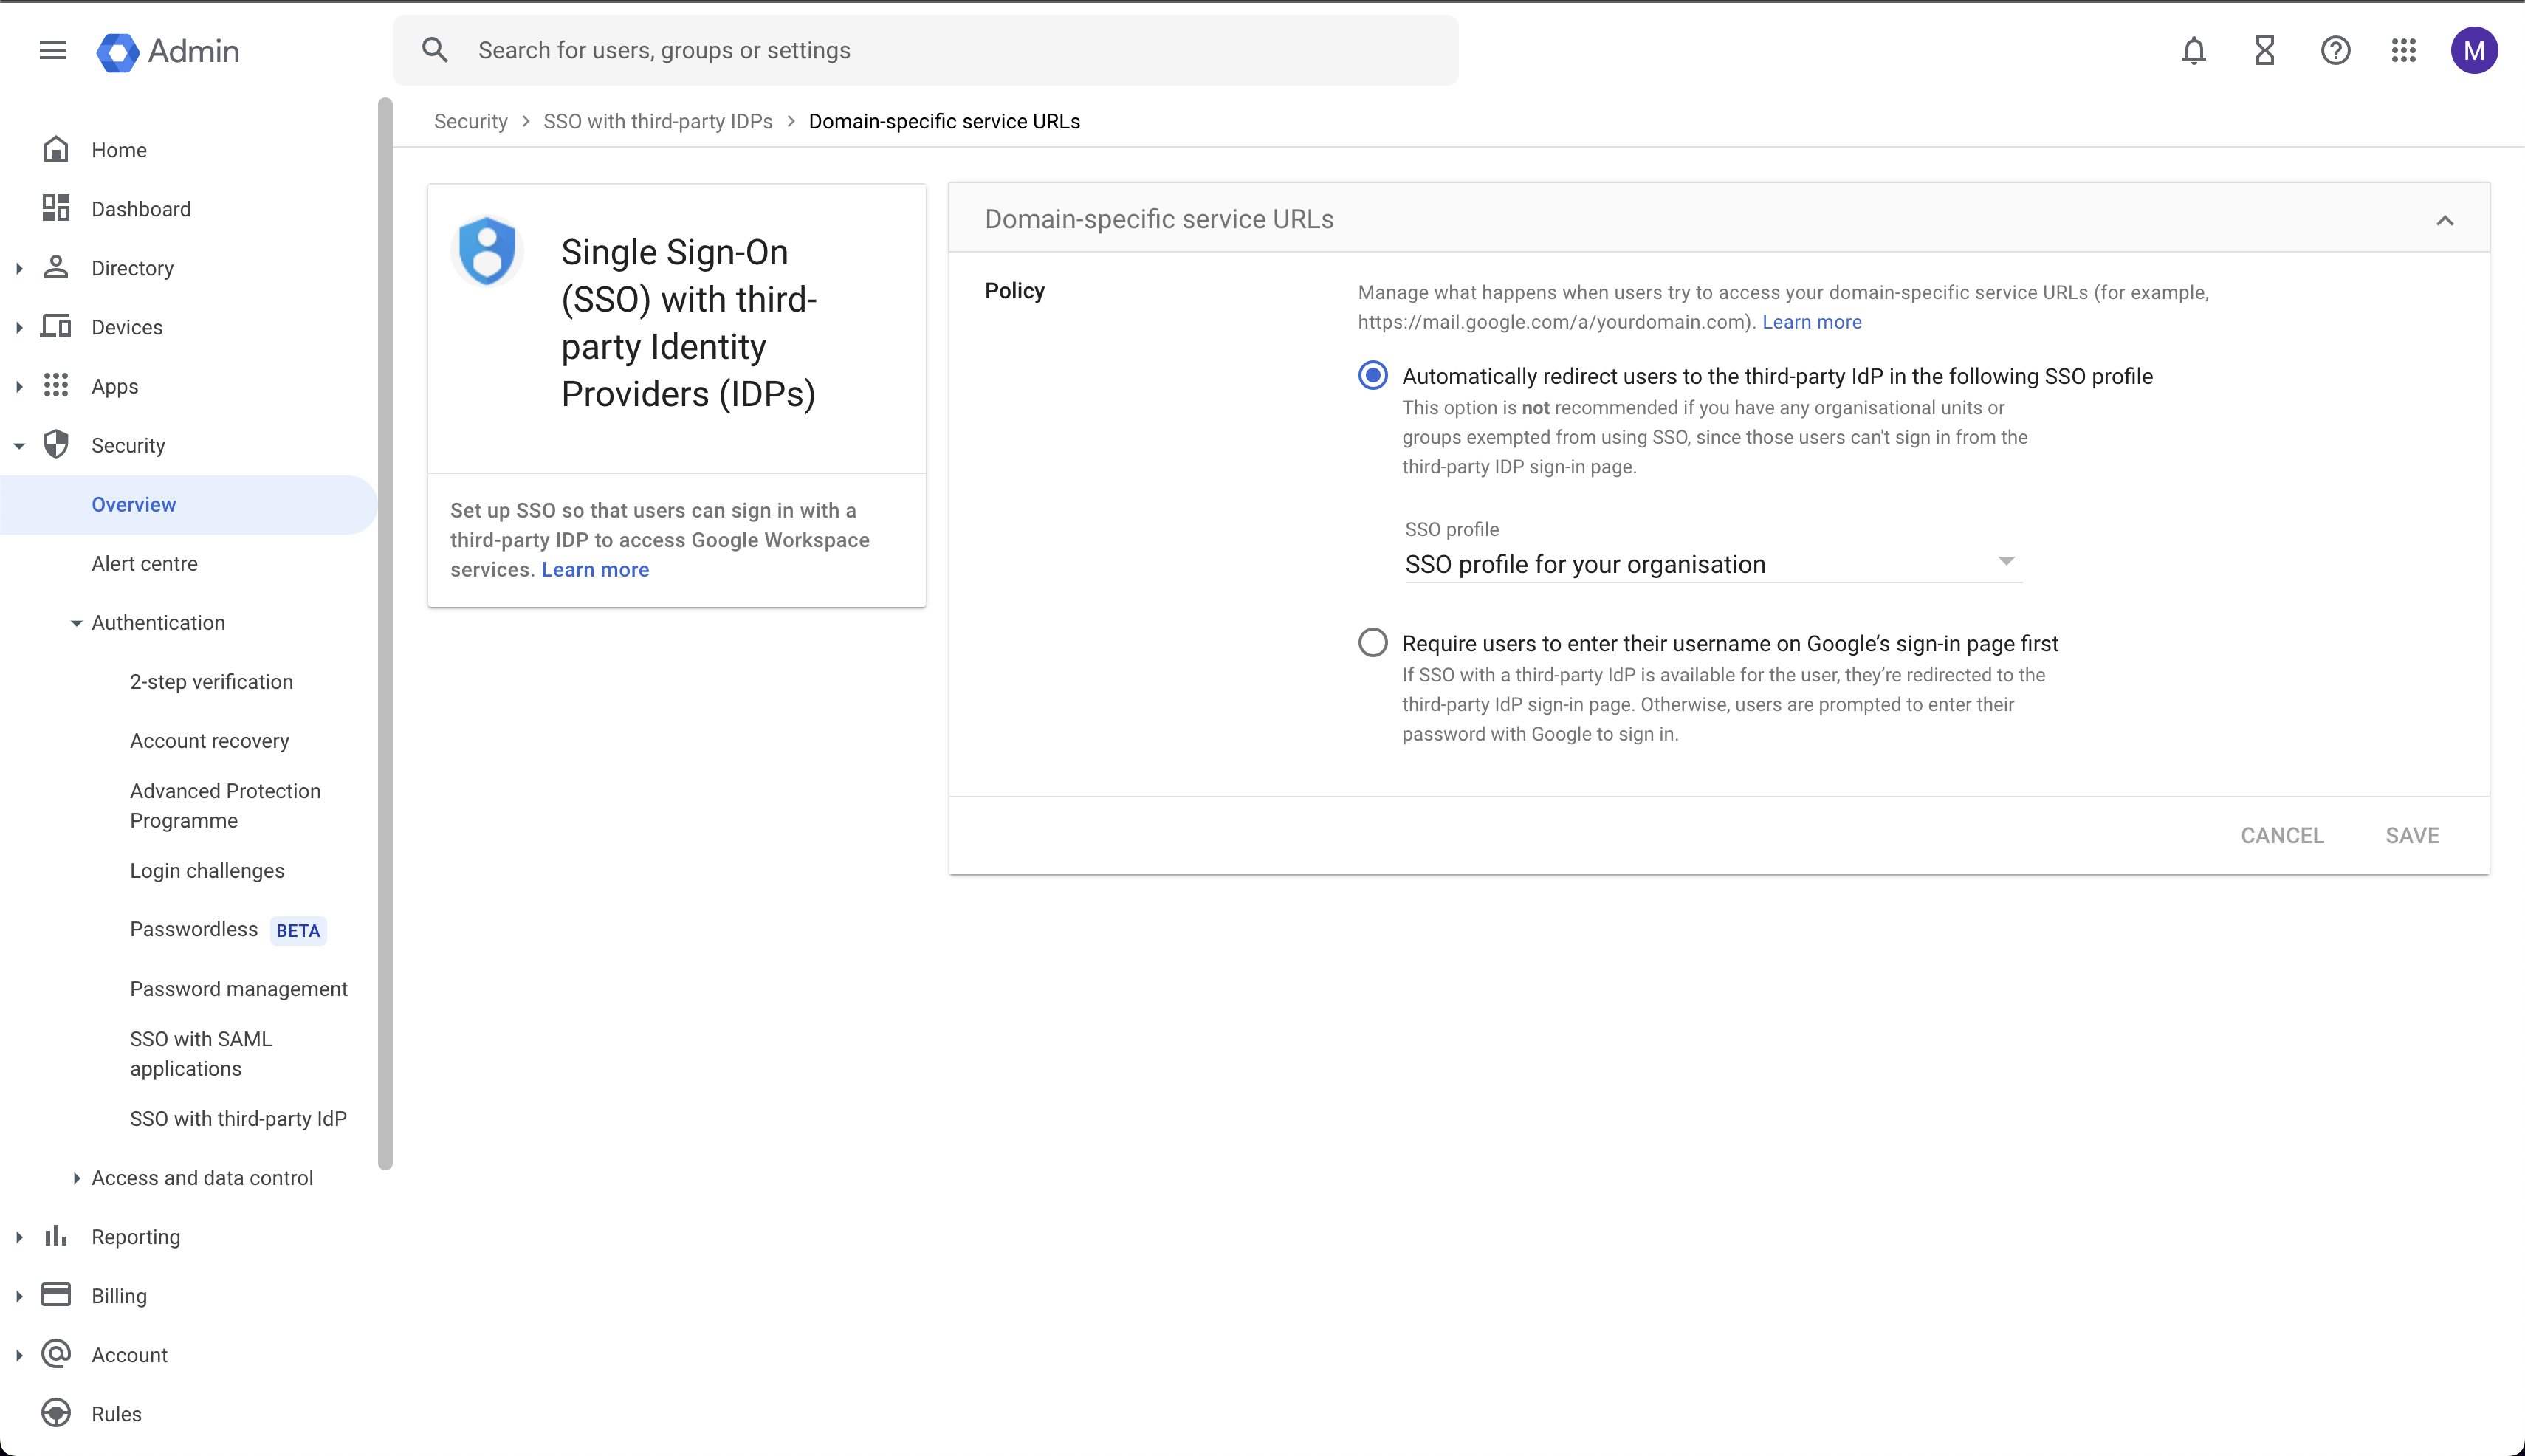 Admin
Search for users, groups or settings
M
Home
Dashboard
Directory
Devices
Apps
Security
Overview
Alert centre
Authentication
2-step verification
Account recovery
Advanced Protection
Programme
Login challenges
Passwordless BETA
Password management
SSO with SAML
applications
SSO with third-party IdP
Access and data control
Reporting
Billing
Account
Rules
Security > SSO with third-party IDPs > Domain-specific service URLs
Single Sign-On
(SSO) with third-
party Identity
Providers (IDPs)
Set up SSO so that users can sign in with a
third-party IDP to access Google Workspace
services. Learn more
Domain-specific service URLs
Policy
Manage what happens when users try to access your domain-specific service URLs (for example,
https://mail.google.com/a/yourdomain.com). Learn more
Automatically redirect users to the third-party IdP in the following SSO profile
This option is not recommended if you have any organisational units or
groups exempted from using SSO, since those users can't sign in from the
third-party IDP sign-in page.
SSO profile
SSO profile for your organisation
Require users to enter their username on Google’s sign-in page first
If SSO with a third-party IdP is available for the user, they’re redirected to the
third-party IdP sign-in page. Otherwise, users are prompted to enter their
password with Google to sign in.
CANCEL SAVE